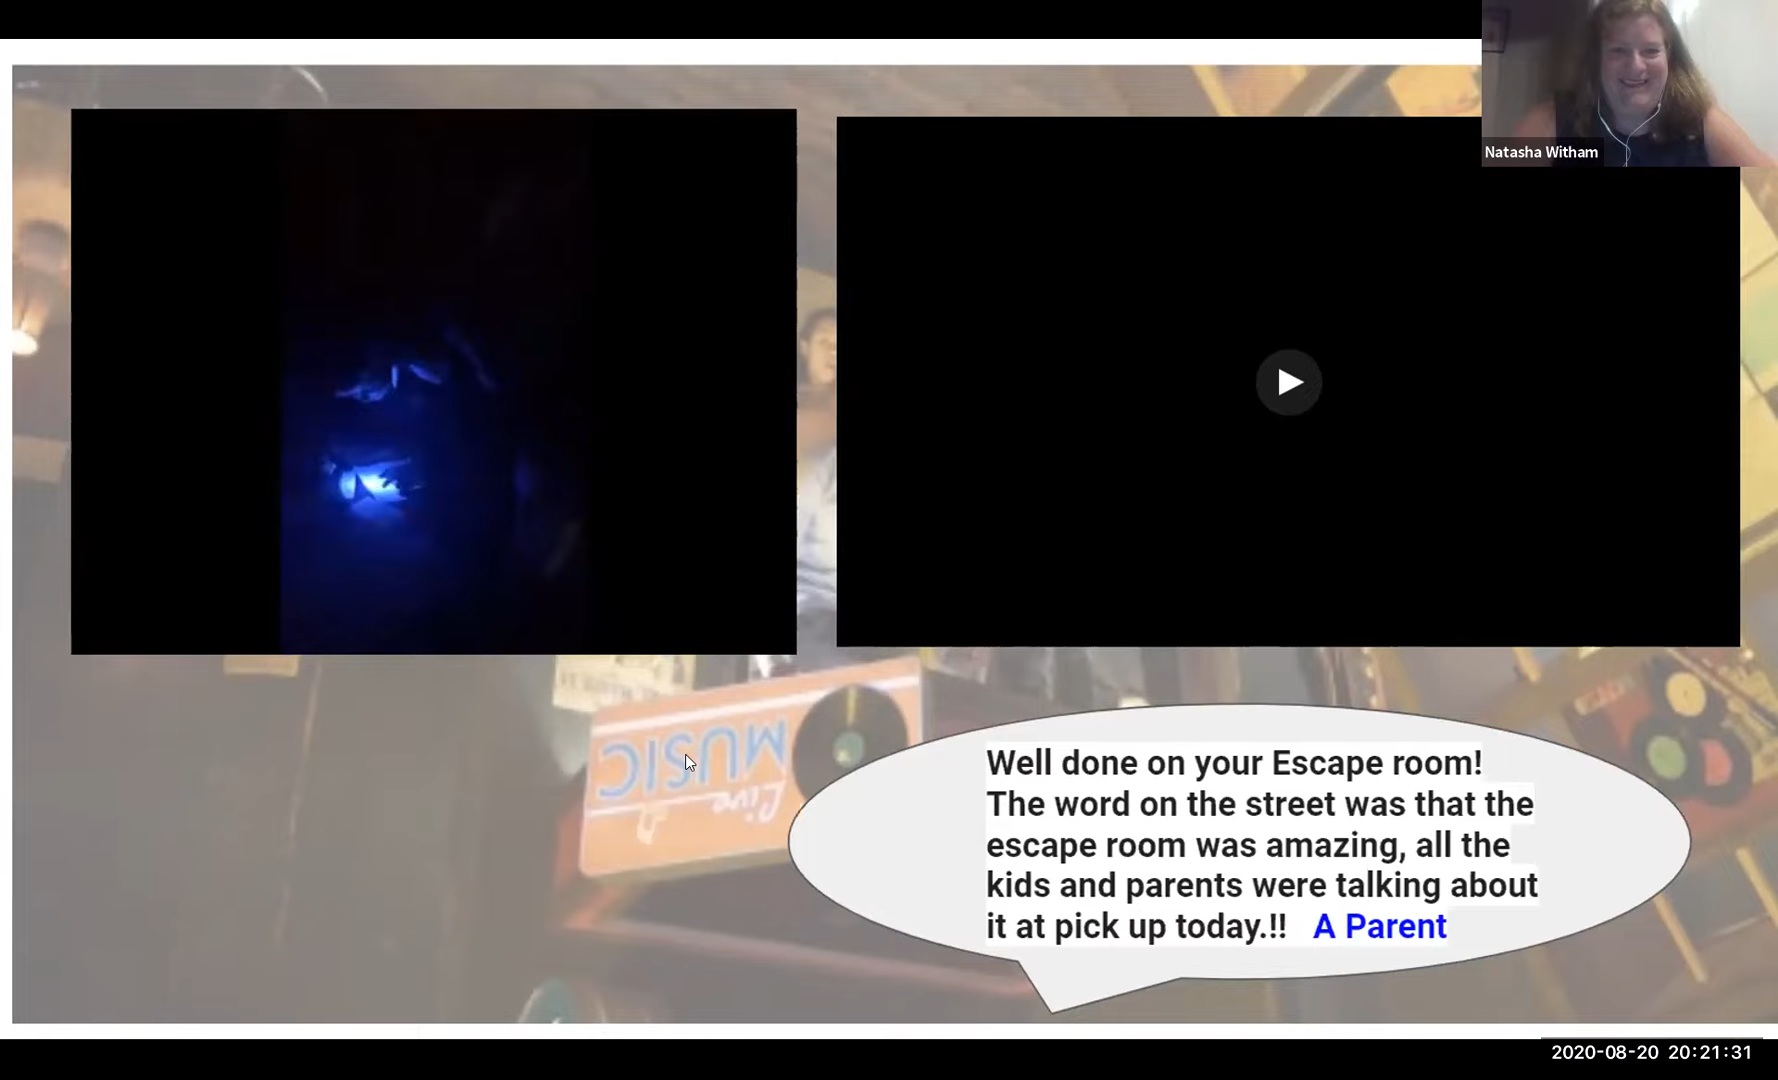 Natasha Witham
Live
MUSIC
Well done on your Escape room!
The word on the street was that the
escape room was amazing, all the
kids and parents were talking about
it at pick up today.!! A Parent
2020-08-20 20:21:31